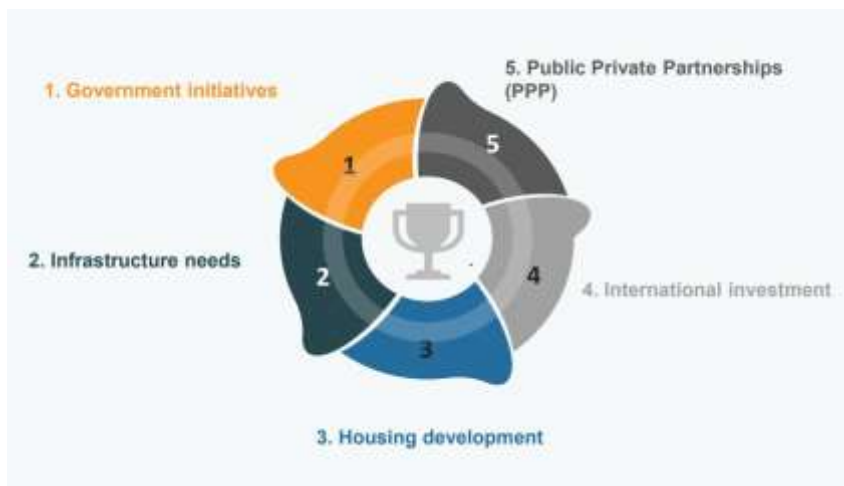 1. Government initiatives
5. Public Private Partnerships
(PPP)
1
5
2. Infrastructure needs
2
4
4. International investment
3
3. Housing development